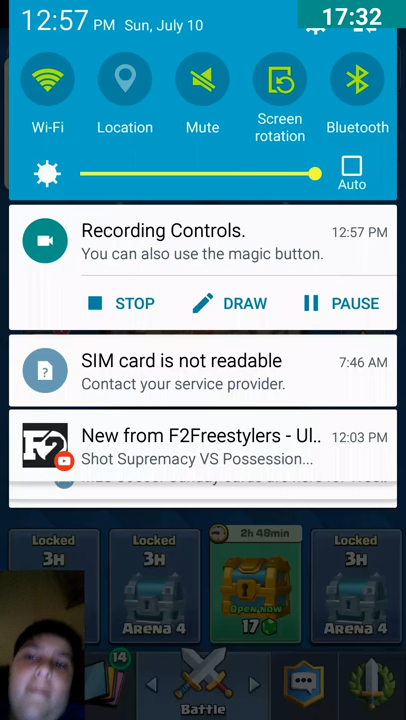 12:57 PM Sun, July 10
17:32
Wi-Fi
Location
Mute
Screen
rotation
Bluetooth
Auto
Recording Controls.
12:57 PM
You can also use the magic button.
STOP
DRAW
PAUSE
SIM card is not readable
7:46 AM
Contact your service provider.
F2
New from F2Freestylers - Ul..
12:03 PM
Shot Supremacy VS Possession...
Locked
3H
Locked
3H
Arena 4
2h 48min
Open now
17
Locked
3H
Arena 4
14
Battle